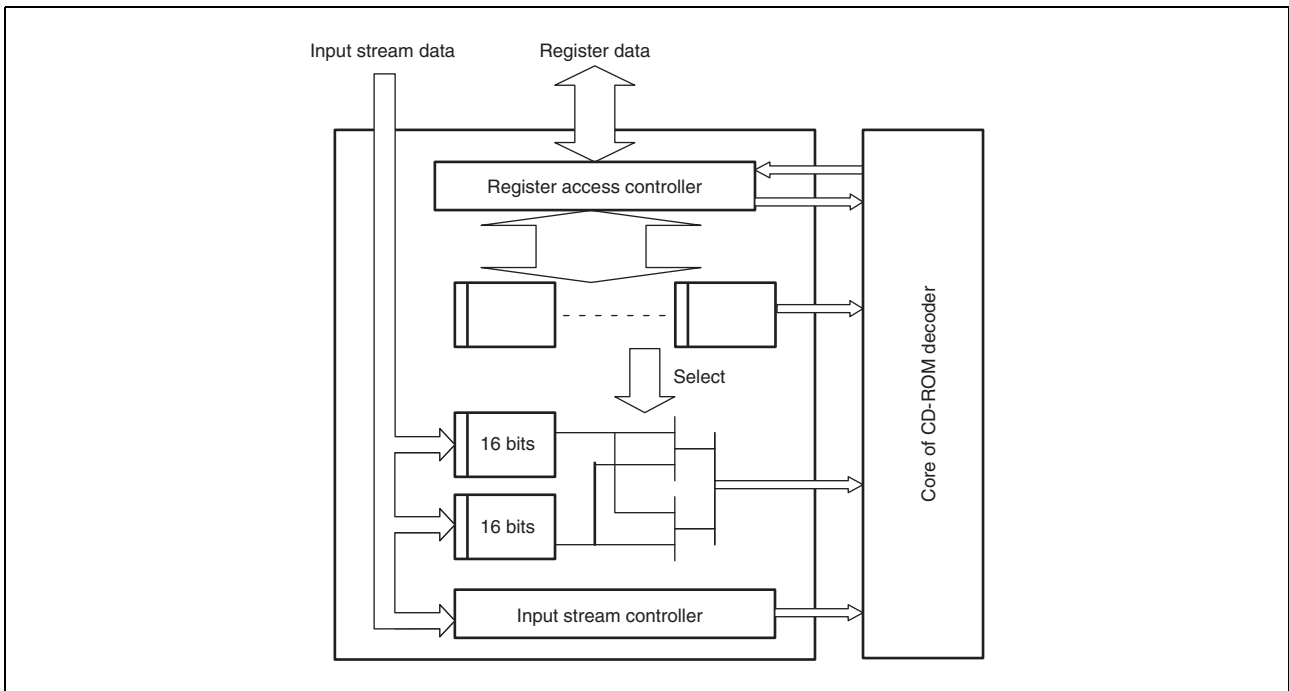 Input stream data
Register data
Register access controller
Select
16 bits
16 bits
Input stream controller
Core of CD-ROM decoder